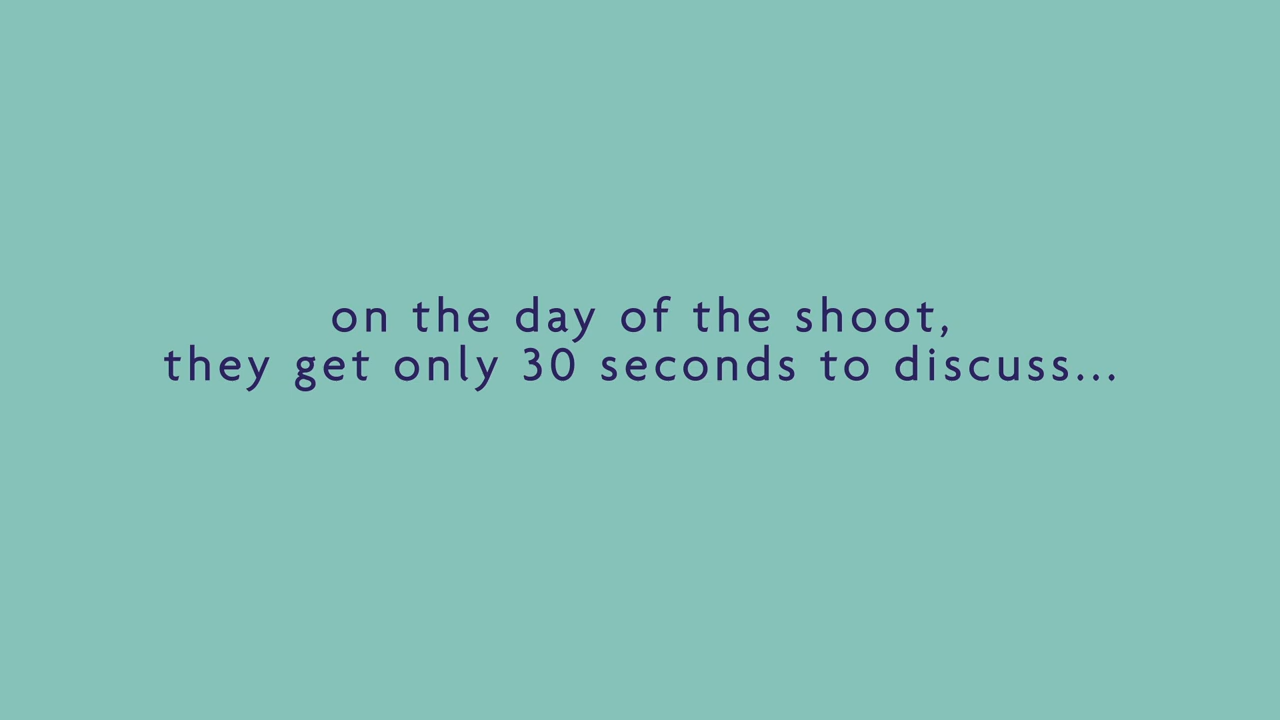 on the day of the shoot,
they get only 30 seconds to discuss...